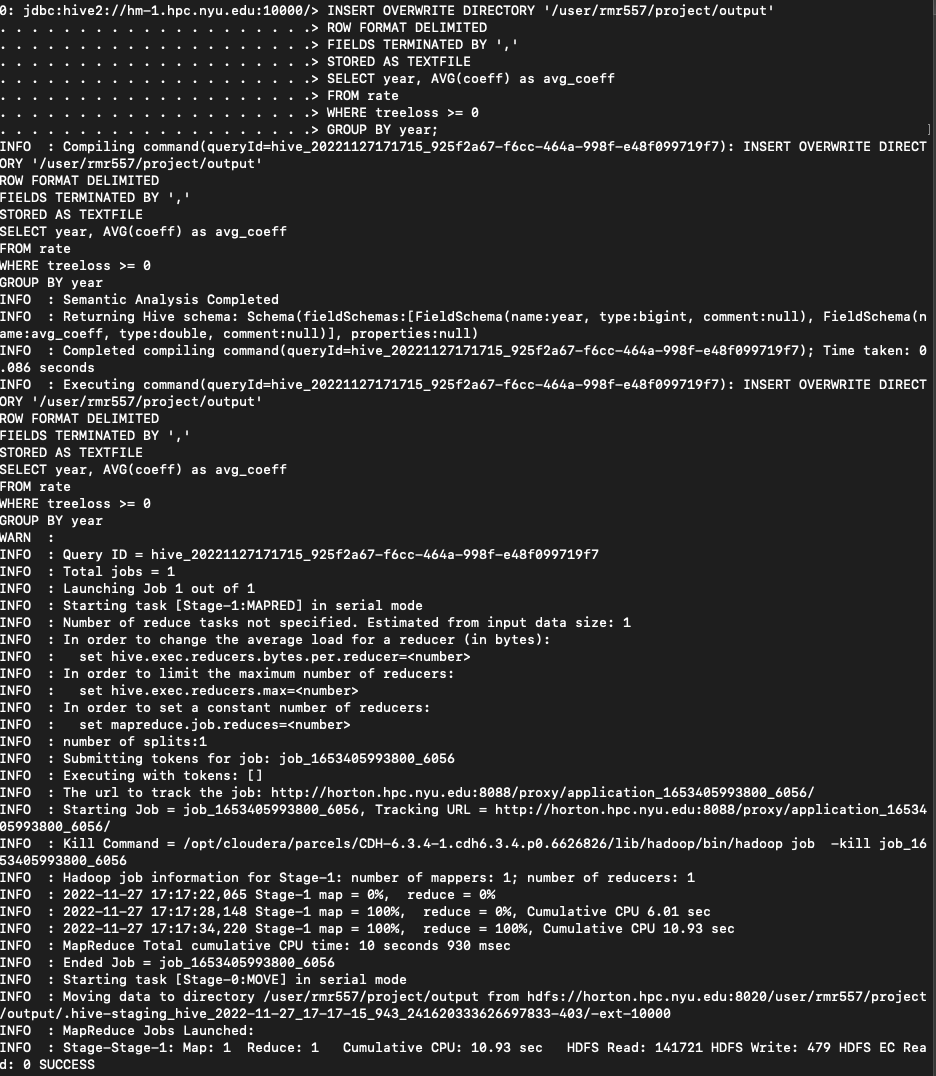 0: jdbc:hive2://hm-1.hpc.nyu.edu:10000/> INSERT OVERWRITE DIRECTORY '/user/rmr557/project/output'
. . . . . . . . . . . . . . . . . . . .> ROW FORMAT DELIMITED
. . . . . . . . . . . . . . . . . . . .> FIELDS TERMINATED BY ','
. . . . . . . . . . . . . . . . . . . .> STORED AS TEXTFILE
. . . . . . . . . . . . . . . . . . . .> SELECT year, AVG(coeff) as avg_coeff
. . . . . . . . . . . . . . . . . . . .> FROM rate
. . . . . . . . . . . . . . . . . . . .> WHERE treeloss >= 0
. . . . . . . . . . . . . . . . . . . .> GROUP BY year; ]
INFO  : Compiling command(queryId=hive_20221127171715_925f2a67-f6cc-464a-998f-e48f099719f7): INSERT OVERWRITE DIRECT
ORY '/user/rmr557/project/output'
ROW FORMAT DELIMITED
FIELDS TERMINATED BY ','
STORED AS TEXTFILE
SELECT year, AVG(coeff) as avg_coeff
FROM rate
WHERE treeloss >= 0
GROUP BY year
INFO  : Semantic Analysis Completed
INFO  : Returning Hive schema: Schema(fieldSchemas:[FieldSchema(name:year, type:bigint, comment:null), FieldSchema(n
ame:avg_coeff, type:double, comment:null)], properties:null)
INFO  : Completed compiling command(queryId=hive_20221127171715_925f2a67-f6cc-464a-998f-e48f099719f7); Time taken: 0
.086 seconds
INFO  : Executing command(queryId=hive_20221127171715_925f2a67-f6cc-464a-998f-e48f099719f7): INSERT OVERWRITE DIRECT
ORY '/user/rmr557/project/output'
ROW FORMAT DELIMITED
FIELDS TERMINATED BY ','
STORED AS TEXTFILE
SELECT year, AVG(coeff) as avg_coeff
FROM rate
WHERE treeloss >= 0
GROUP BY year
WARN  :
INFO  : Query ID = hive_20221127171715_925f2a67-f6cc-464a-998f-e48f099719f7
INFO  : Total jobs = 1
INFO  : Launching Job 1 out of 1
INFO  : Starting task [Stage-1:MAPRED] in serial mode
INFO  : Number of reduce tasks not specified. Estimated from input data size: 1
INFO  : In order to change the average load for a reducer (in bytes):
INFO  :   set hive.exec.reducers.bytes.per.reducer=<number>
INFO  : In order to limit the maximum number of reducers:
INFO  :   set hive.exec.reducers.max=<number>
INFO  : In order to set a constant number of reducers:
INFO  :   set mapreduce.job.reduces=<number>
INFO  : number of splits:1
INFO  : Submitting tokens for job: job_1653405993800_6056
INFO  : Executing with tokens: []
INFO  : The url to track the job: http://horton.hpc.nyu.edu:8088/proxy/application_1653405993800_6056/
INFO  : Starting Job = job_1653405993800_6056, Tracking URL = http://horton.hpc.nyu.edu:8088/proxy/application_16534
05993800_6056/
INFO  : Kill Command = /opt/cloudera/parcels/CDH-6.3.4-1.cdh6.3.4.p0.6626826/lib/hadoop/bin/hadoop job  -kill job_16
53405993800_6056
INFO  : Hadoop job information for Stage-1: number of mappers: 1; number of reducers: 1
INFO  : 2022-11-27 17:17:22,065 Stage-1 map = 0%,  reduce = 0%
INFO  : 2022-11-27 17:17:28,148 Stage-1 map = 100%,  reduce = 0%, Cumulative CPU 6.01 sec
INFO  : 2022-11-27 17:17:34,220 Stage-1 map = 100%,  reduce = 100%, Cumulative CPU 10.93 sec
INFO  : MapReduce Total cumulative CPU time: 10 seconds 930 msec
INFO  : Ended Job = job_1653405993800_6056
INFO  : Starting task [Stage-0:MOVE] in serial mode
INFO  : Moving data to directory /user/rmr557/project/output from hdfs://horton.hpc.nyu.edu:8020/user/rmr557/project
/output/.hive-staging_hive_2022-11-27_17-17-15_943_241620333626697833-403/-ext-10000
INFO  : MapReduce Jobs Launched:
INFO  : Stage-Stage-1: Map: 1  Reduce: 1   Cumulative CPU: 10.93 sec   HDFS Read: 141721 HDFS Write: 479 HDFS EC Rea
d: 0 SUCCESS